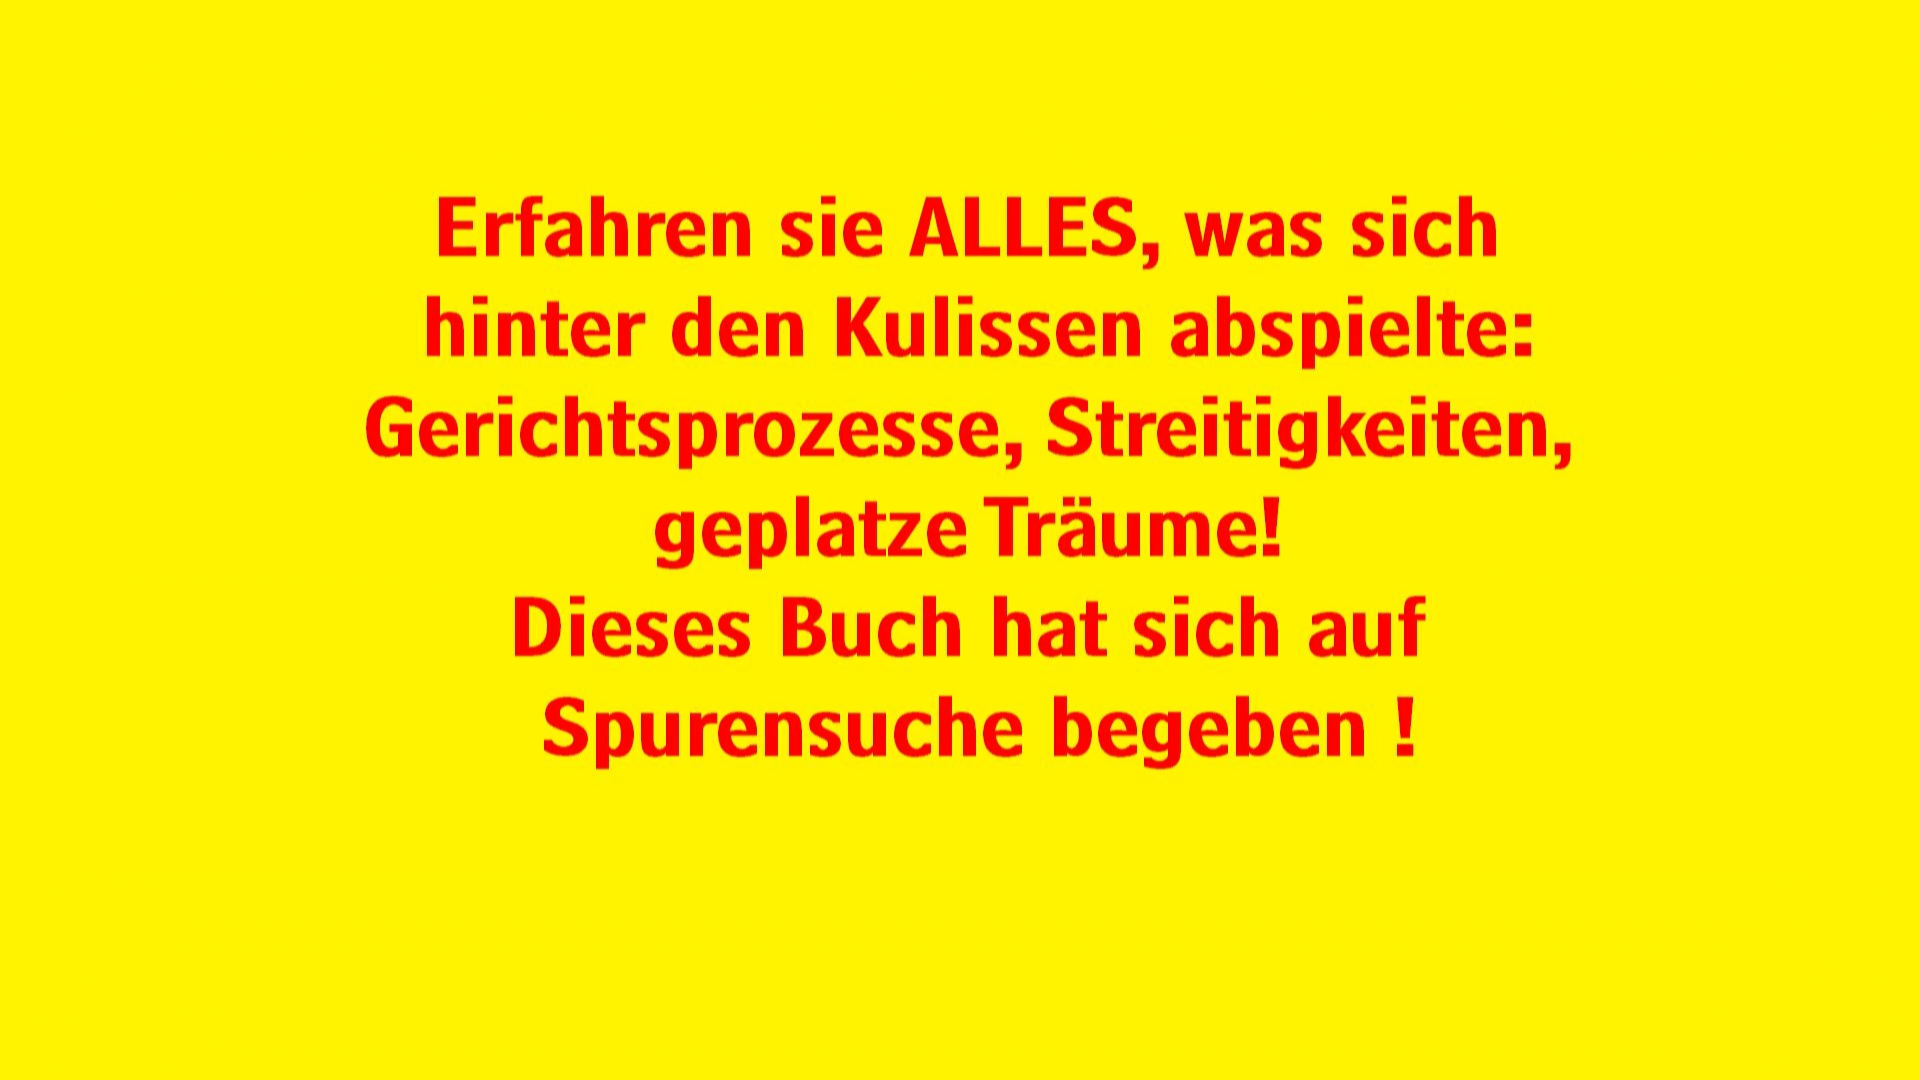 Erfahren sie ALLES, was sich
hinter den Kulissen abspielte:
Gerichtsprozesse, Streitigkeiten,
geplatze Träume!
Dieses Buch hat sich auf
Spurensuche begeben !